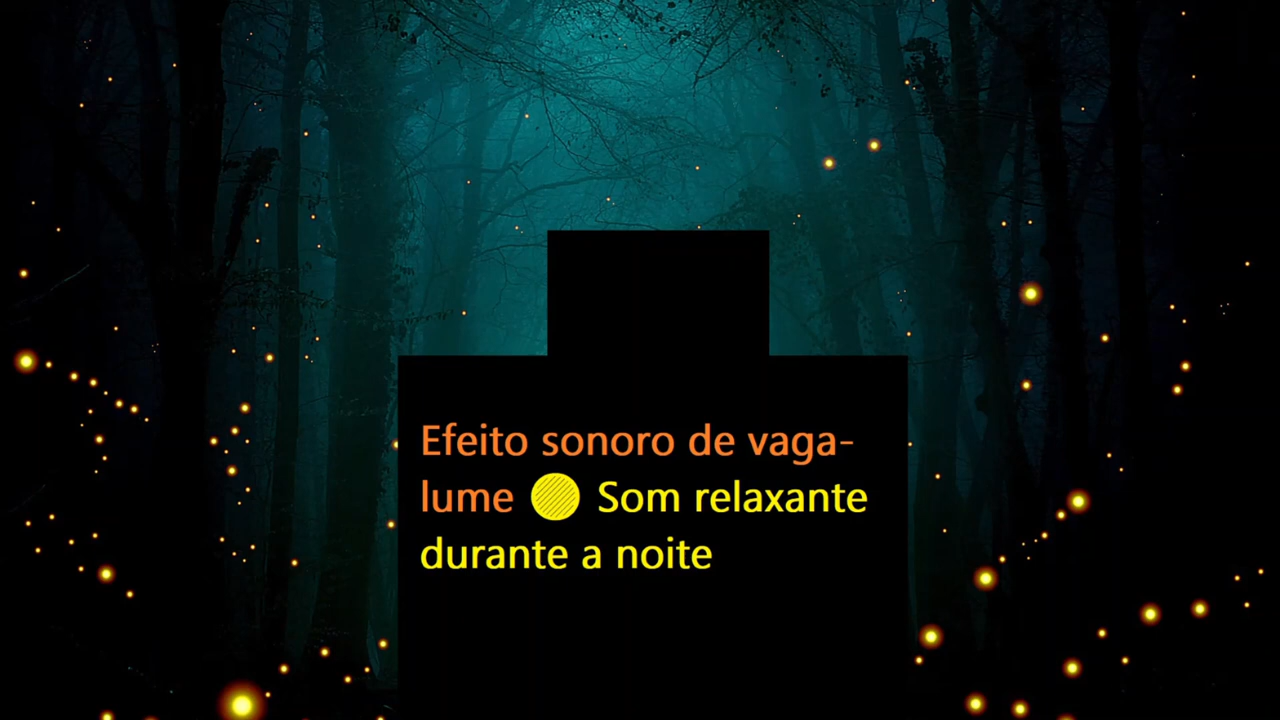 Efeito sonoro de vaga-
lume 🟡 Som relaxante
durante a noite